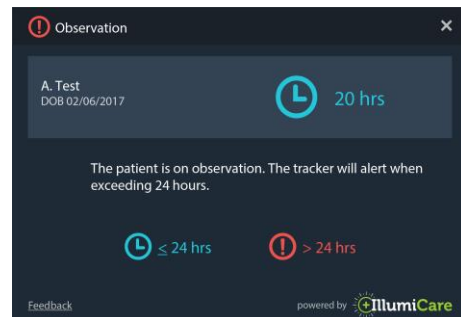 Observation
A. Test
DOB 02/06/2017
20 hrs
The patient is on observation. The tracker will alert when
exceeding 24 hours.
≤ 24 hrs
> 24 hrs
Feedback
powered by IllumiCare